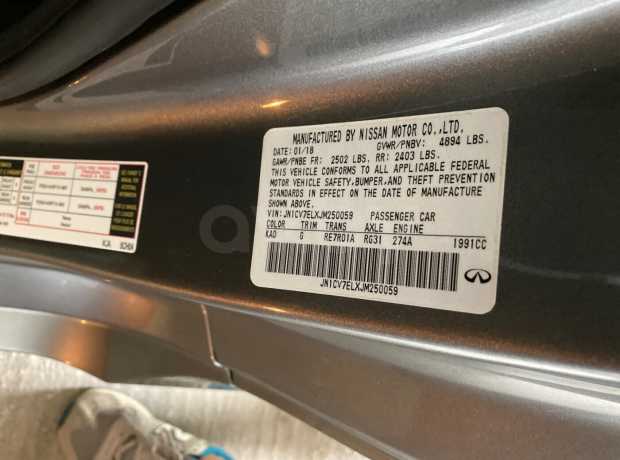 MANUFACTURED BY NISSAN MOTOR CO.,LTD.
DATE: 01/18 GVWR/PNBV: 4894 LBS.
GAWR/PNBE FR: 2502 LBS. RR: 2403 LBS.
THIS VEHICLE CONFORMS TO ALL APPLICABLE FEDERAL
MOTOR VEHICLE SAFETY,BUMPER,AND THEFT PREVENTION
STANDARDS IN EFFECT ON THE DATE OF MANUFACTURE
SHOWN ABOVE.
VIN: JN1CV7ELXJM250059 PASSENGER CAR
COLOR TRIM TRANS AXLE ENGINE
KAD G RE7R01A RG31 274A 1991CC
JN1CV7ELXJM250059